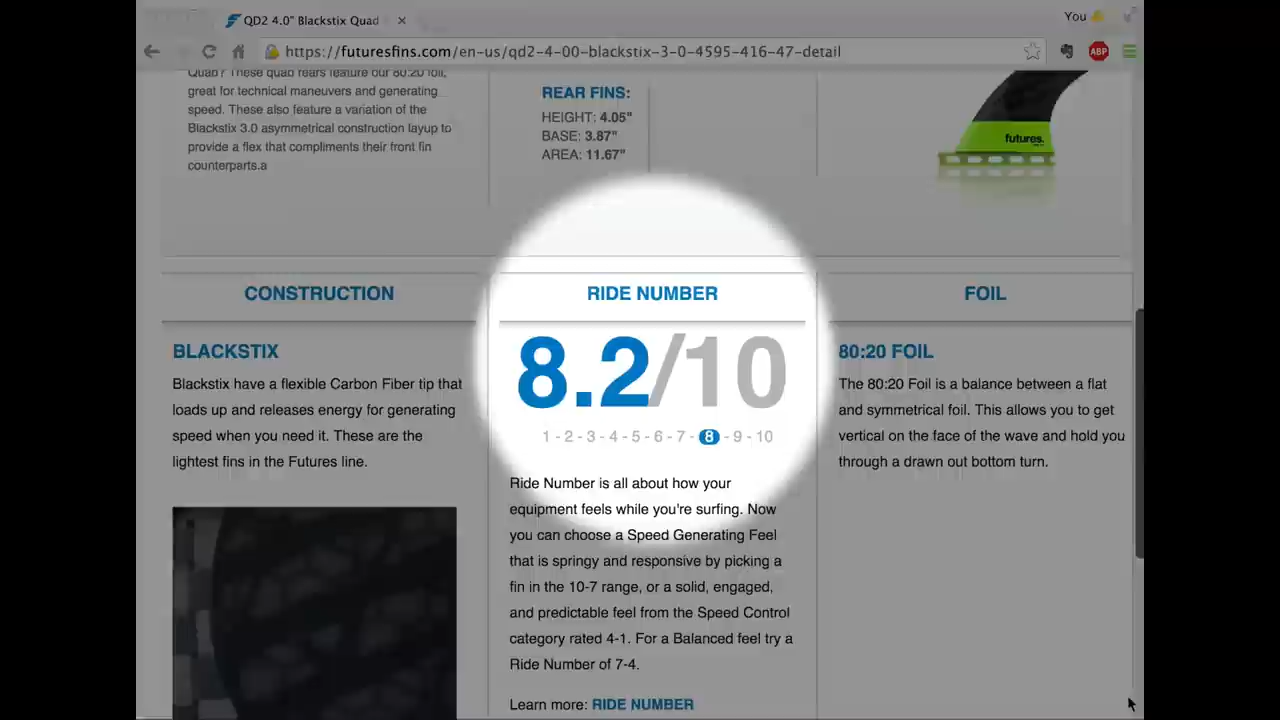 QD2 4.0" Blackstix Quad
You
https://futuresfins.com/en-us/qd2-4-00-blackstix-3-0-4595-416-47-detail
ABP
Quad? These quad rears feature our 80:20 foil,
great for technical maneuvers and generating
speed. These also feature a variation of the
Blackstix 3.0 asymmetrical construction layup to
provide a flex that compliments their front fin
counterparts.a
REAR FINS:
HEIGHT: 4.05"
BASE: 3.87"
AREA: 11.67"
futures.
CONSTRUCTION
BLACKSTIX
Blackstix have a flexible Carbon Fiber tip that
loads up and releases energy for generating
speed when you need it. These are the
lightest fins in the Futures line.
RIDE NUMBER
8.2/10
1 - 2 - 3 - 4 - 5 - 6 - 7 - 8 - 9 - 10
Ride Number is all about how your
equipment feels while you're surfing. Now
you can choose a Speed Generating Feel
that is springy and responsive by picking a
fin in the 10-7 range, or a solid, engaged,
and predictable feel from the Speed Control
category rated 4-1. For a Balanced feel try a
Ride Number of 7-4.
Learn more: RIDE NUMBER
FOIL
80:20 FOIL
The 80:20 Foil is a balance between a flat
and symmetrical foil. This allows you to get
vertical on the face of the wave and hold you
through a drawn out bottom turn.